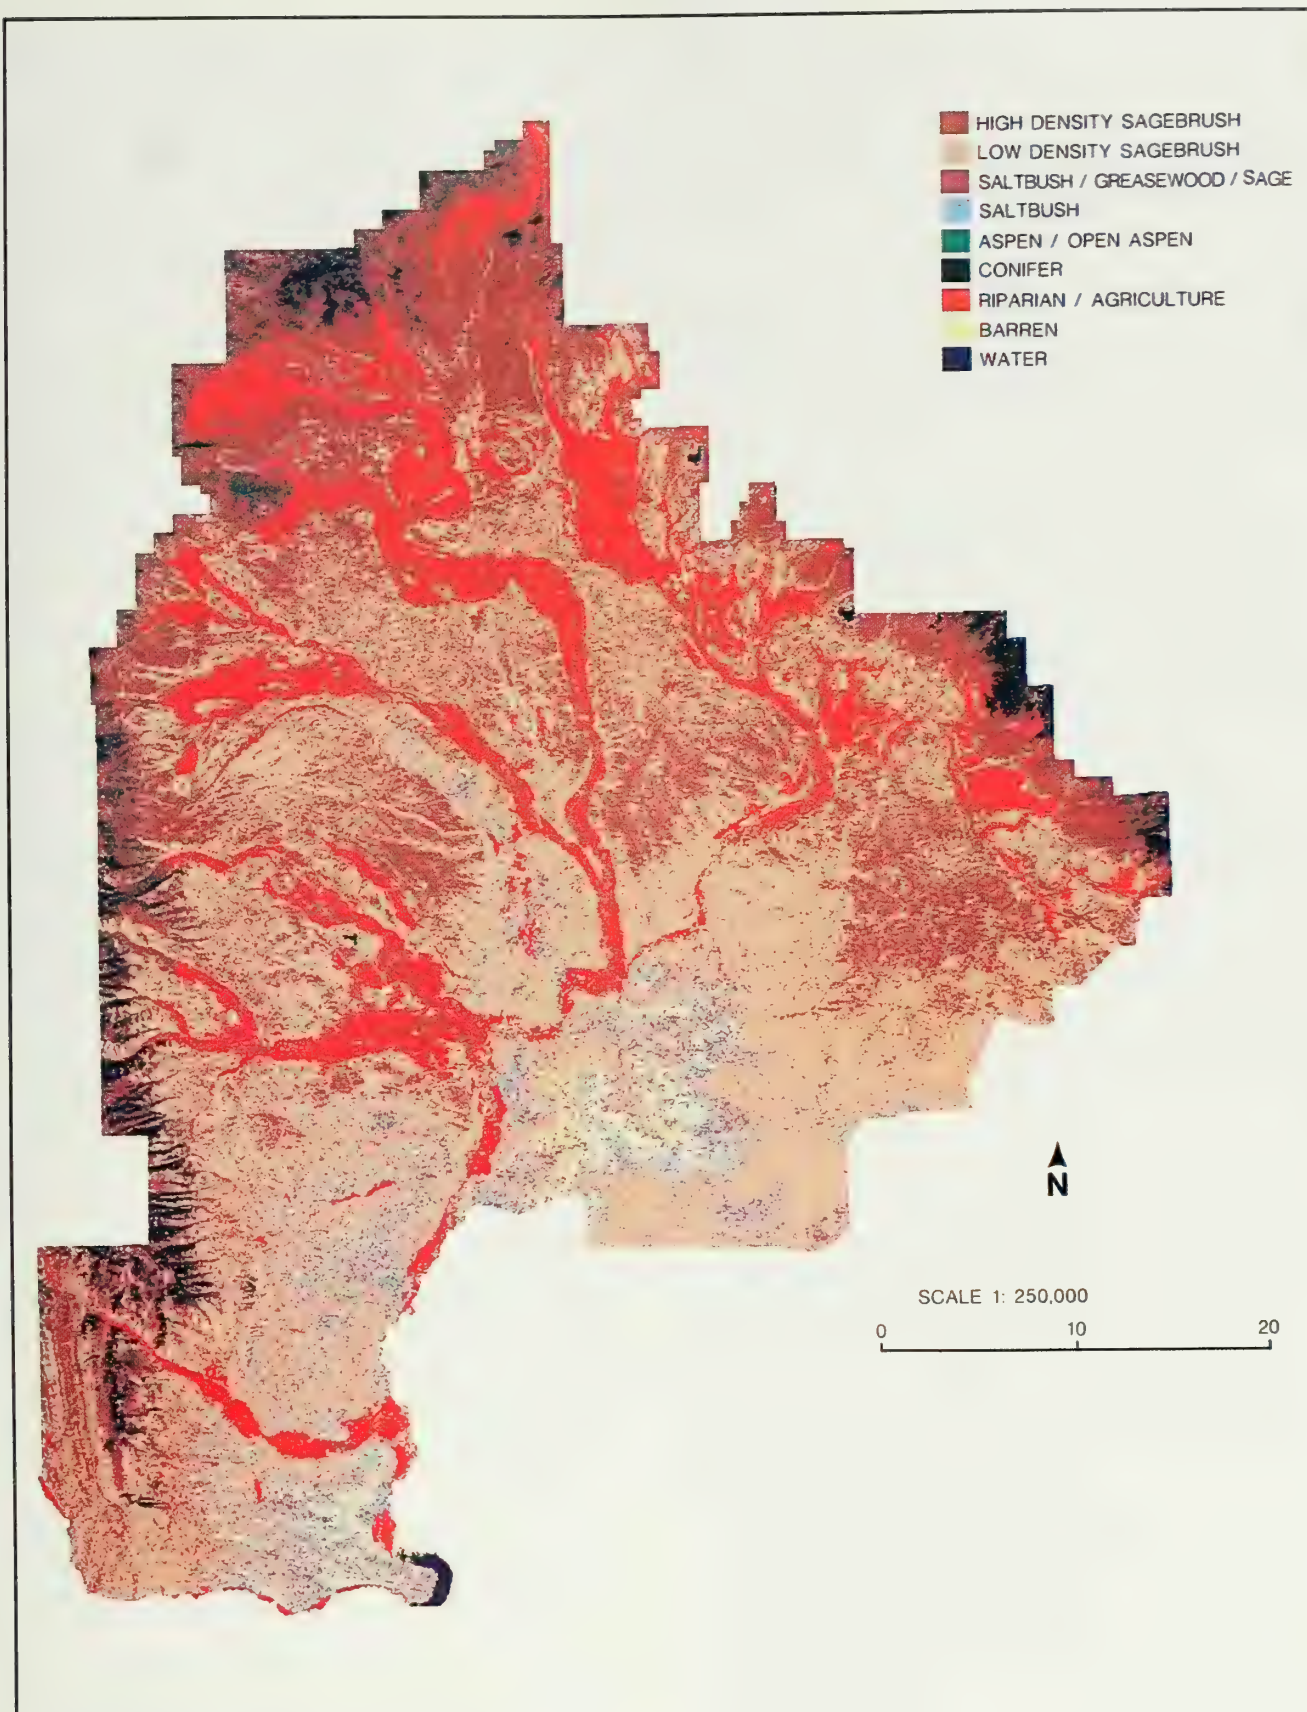 HIGH DENSITY SAGEBRUSH
LOW DENSITY SAGEBRUSH
SALTBUSH / GREASEWOOD / SAGE
SALTBUSH
ASPEN / OPEN ASPEN
CONIFER
RIPARIAN / AGRICULTURE
BARREN
WATER
N
SCALE 1: 250,000
0 10 20